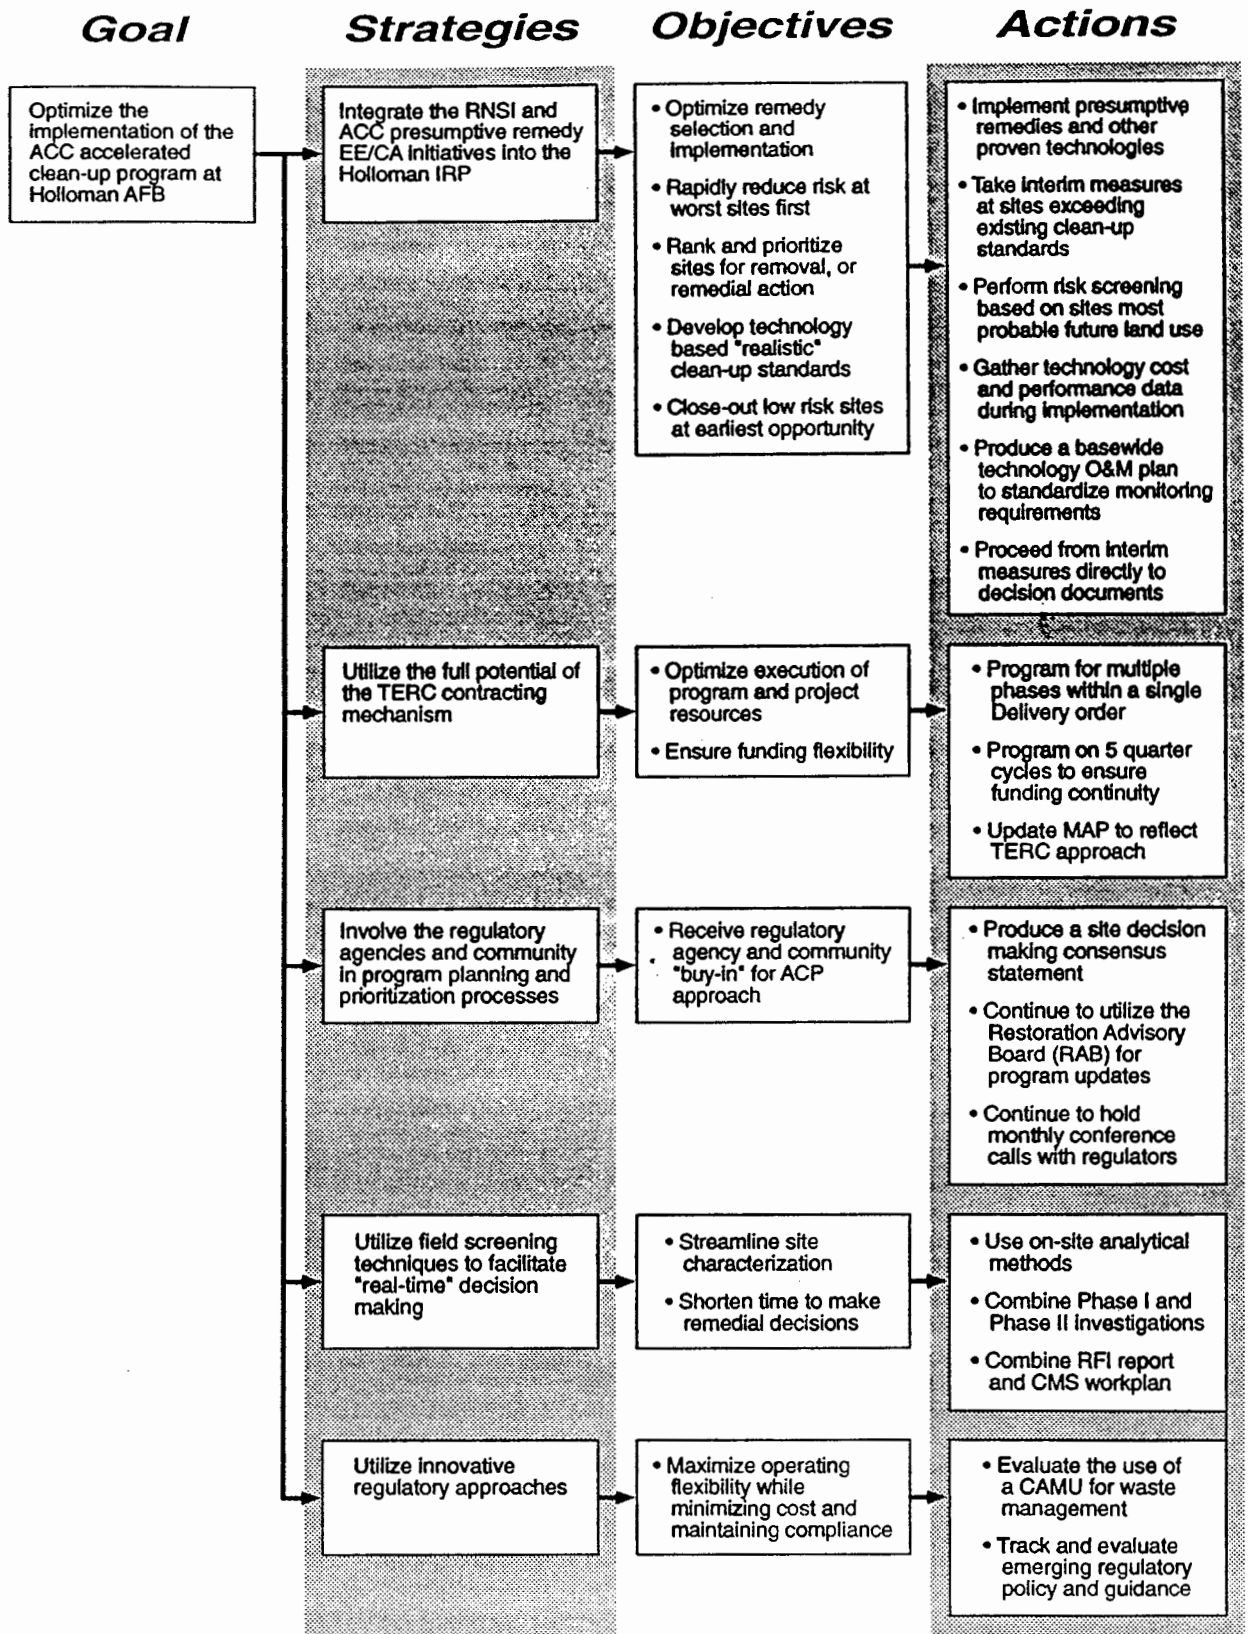 Goal
Strategies
Objectives
Actions
Optimize the
implementation of the
ACC accelerated
clean-up program at
Holloman AFB
Integrate the RNSI and
ACC presumptive remedy
EE/CA initiatives into the
Holloman IRP
• Optimize remedy
selection and
implementation
• Rapidly reduce risk at
worst sites first
• Rank and prioritize
sites for removal, or
remedial action
• Develop technology
based "realistic"
clean-up standards
• Close-out low risk sites
at earliest opportunity
• Implement presumptive
remedies and other
proven technologies
• Take interim measures
at sites exceeding
existing clean-up
standards
• Perform risk screening
based on sites most
probable future land use
• Gather technology cost
and performance data
during implementation
• Produce a basewide
technology O&M plan
to standardize monitoring
requirements
• Proceed from interim
measures directly to
decision documents
Utilize the full potential of
the TERC contracting
mechanism
• Optimize execution of
program and project
resources
• Ensure funding flexibility
• Program for multiple
phases within a single
Delivery order
• Program on 5 quarter
cycles to ensure
funding continuity
• Update MAP to reflect
TERC approach
Involve the regulatory
agencies and community
in program planning and
prioritization processes
• Receive regulatory
agency and community
"buy-in" for ACP
approach
• Produce a site decision
making consensus
statement
• Continue to utilize the
Restoration Advisory
Board (RAB) for
program updates
• Continue to hold
monthly conference
calls with regulators
Utilize field screening
techniques to facilitate
"real-time" decision
making
• Streamline site
characterization
• Shorten time to make
remedial decisions
• Use on-site analytical
methods
• Combine Phase I and
Phase II Investigations
• Combine RFI report
and CMS workplan
Utilize innovative
regulatory approaches
• Maximize operating
flexibility while
minimizing cost and
maintaining compliance
• Evaluate the use of
a CAMU for waste
management
• Track and evaluate
emerging regulatory
policy and guidance